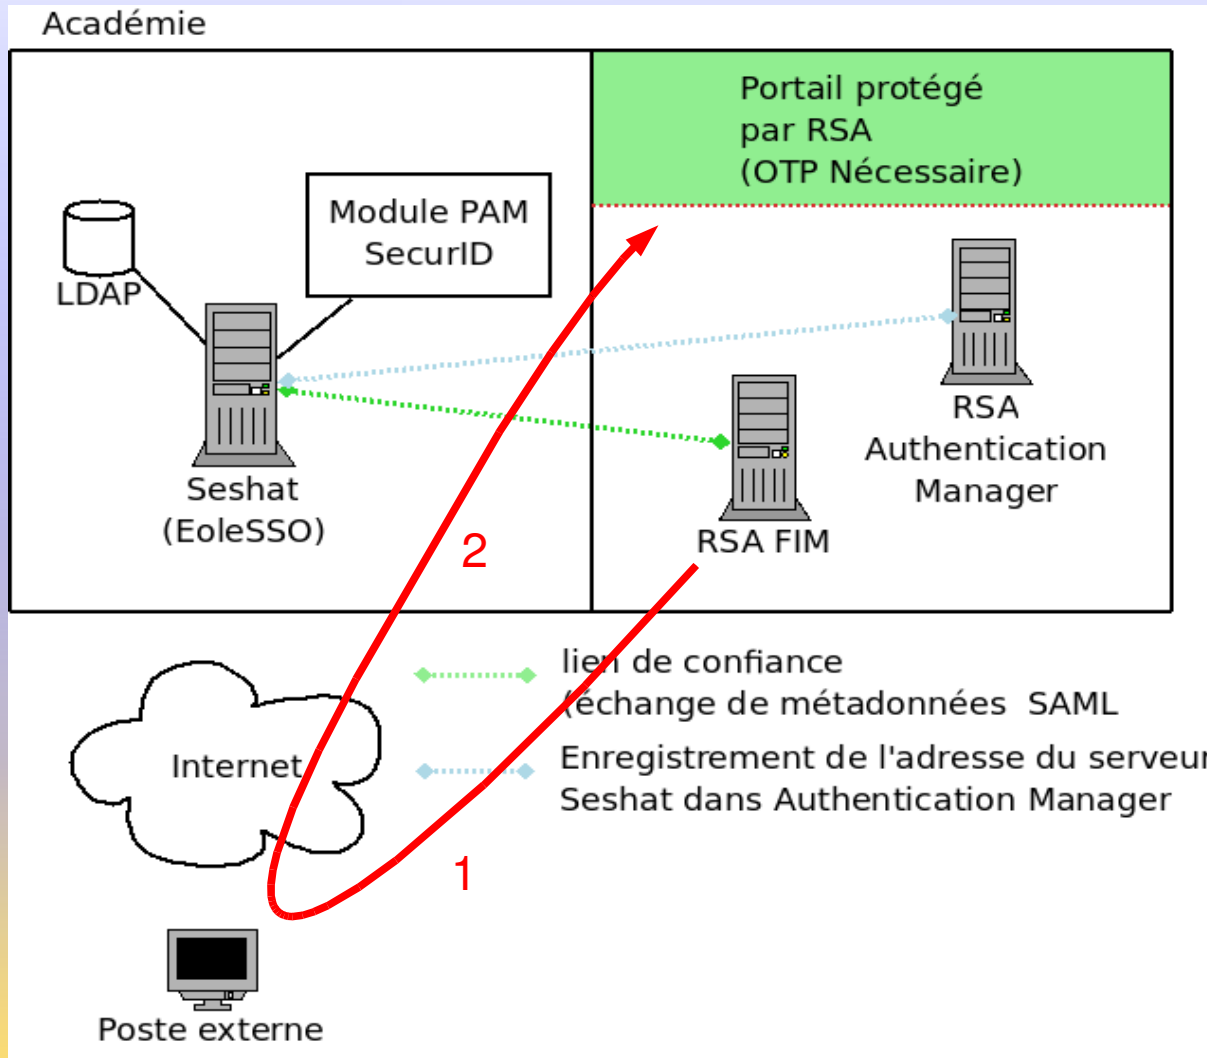 Académie
Portail protégé
par RSA
(OTP Nécessaire)
Module PAM
SecurID
LDAP
RSA
Authentication
Manager
Seshat
(EoleSSO)
RSA FIM
2
lien de confiance
(échange de métadonnées SAML
Internet
Enregistrement de l'adresse du serveur
Seshat dans Authentication Manager
1
Poste externe